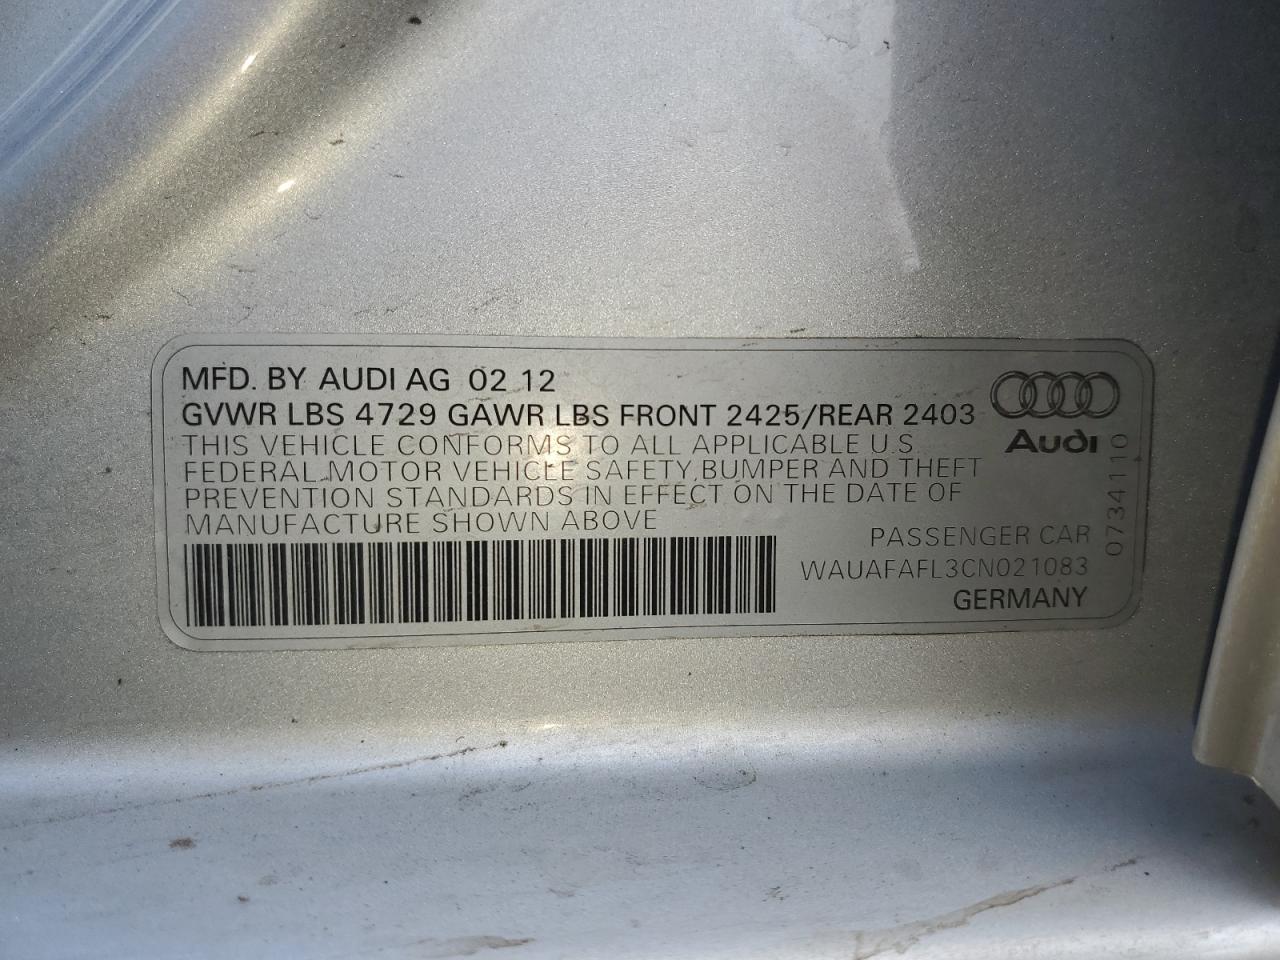 MFD. BY AUDI AG 02 12
GVWR LBS 4729 GAWR LBS FRONT 2425/REAR 2403
THIS VEHICLE CONFORMS TO ALL APPLICABLE U.S.
FEDERAL MOTOR VEHICLE SAFETY, BUMPER AND THEFT
PREVENTION STANDARDS IN EFFECT ON THE DATE OF
MANUFACTURE SHOWN ABOVE
Audi
PASSENGER CAR
WAUAFAFL3CN021083
GERMANY
0734110